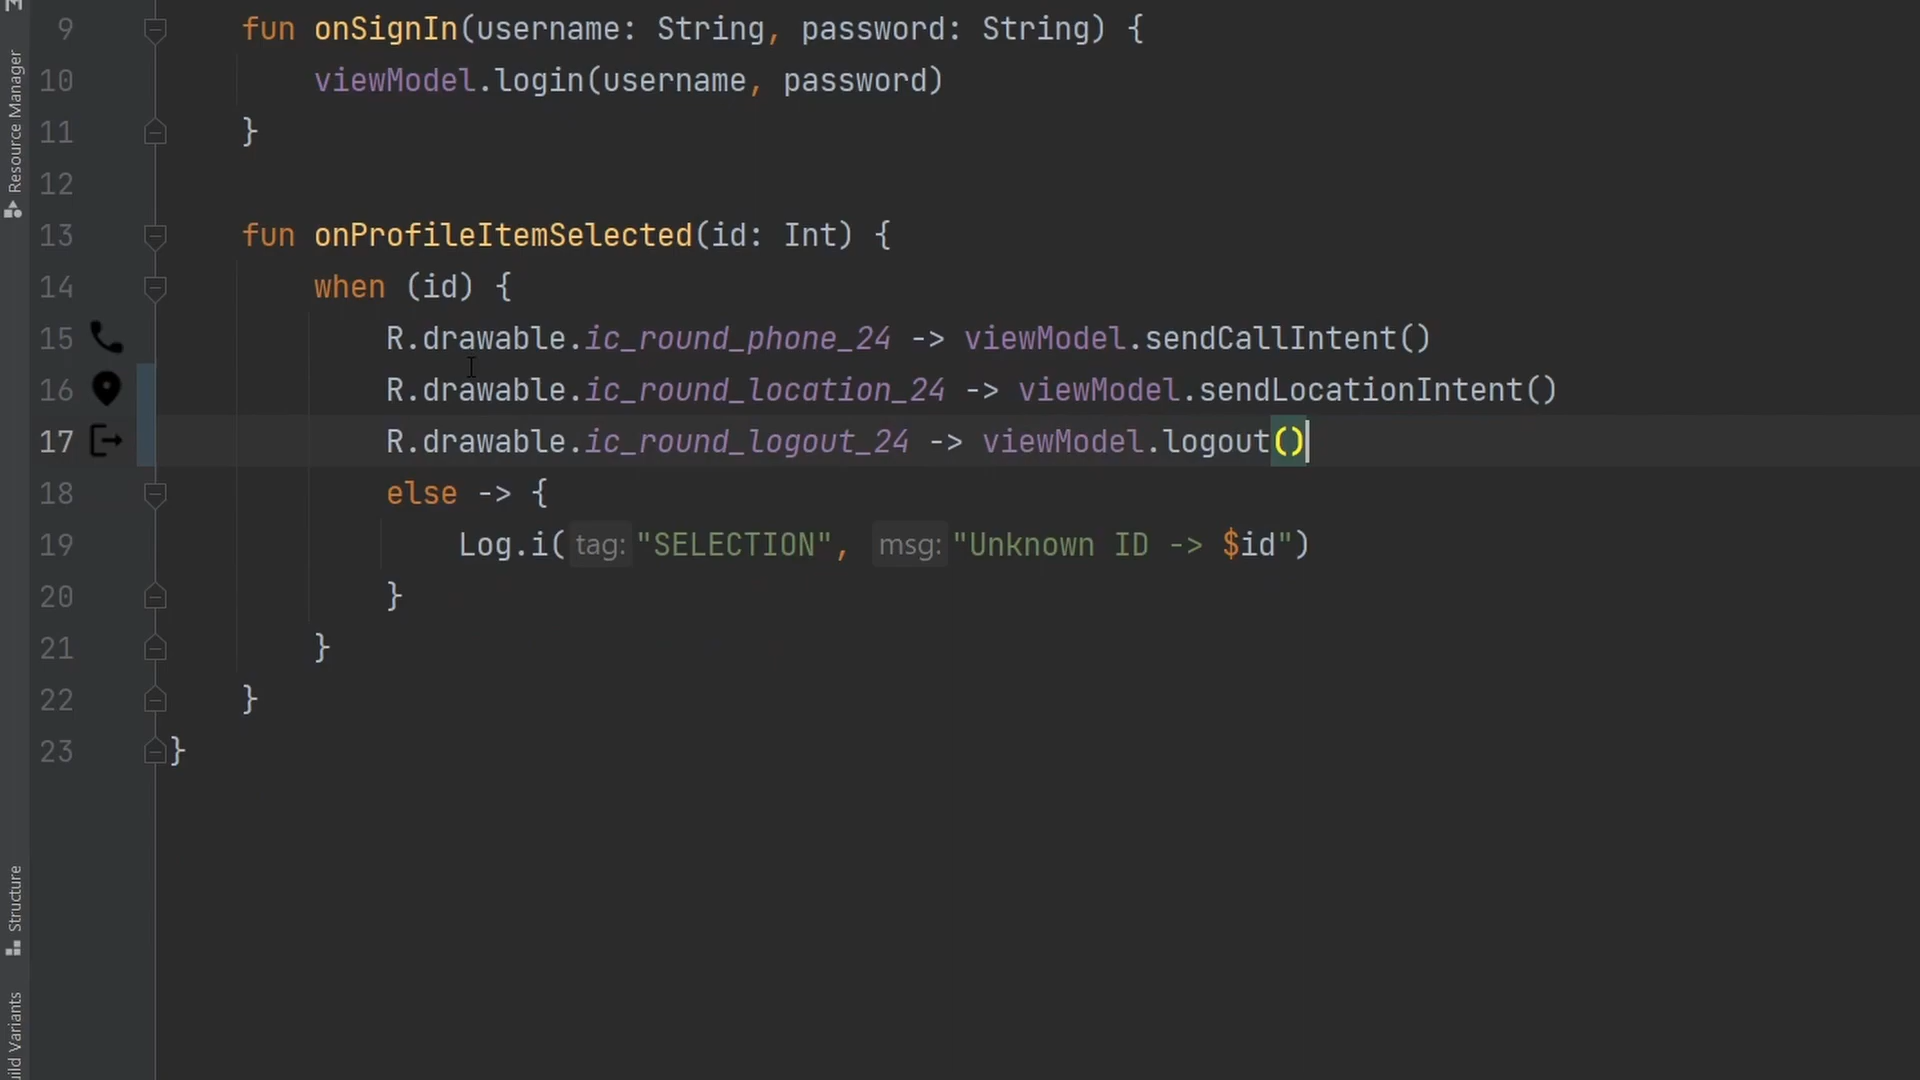 Resource Manager
Structure
Variants
9 fun onSignIn(username: String, password: String) {
10 viewModel.login(username, password)
11 }
12
13 fun onProfileItemSelected(id: Int) {
14 when (id) {
15 R.drawable.ic_round_phone_24 -> viewModel.sendCallIntent()
16 R.drawable.ic_round_location_24 -> viewModel.sendLocationIntent()
17 R.drawable.ic_round_logout_24 -> viewModel.logout()
18 else -> {
19 Log.i( tag: "SELECTION", msg: "Unknown ID -> $id")
20 }
21 }
22 }
23 }